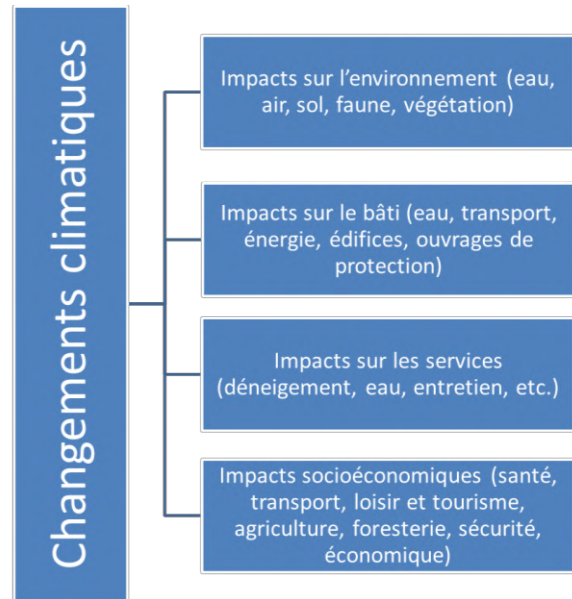 Changements climatiques
Impacts sur l’environnement (eau,
air, sol, faune, végétation)
Impacts sur le bâti (eau, transport,
énergie, édifices, ouvrages de
protection)
Impacts sur les services
(déneigement, eau, entretien, etc.)
Impacts socioéconomiques (santé,
transport, loisir et tourisme,
agriculture, foresterie, sécurité,
économique)